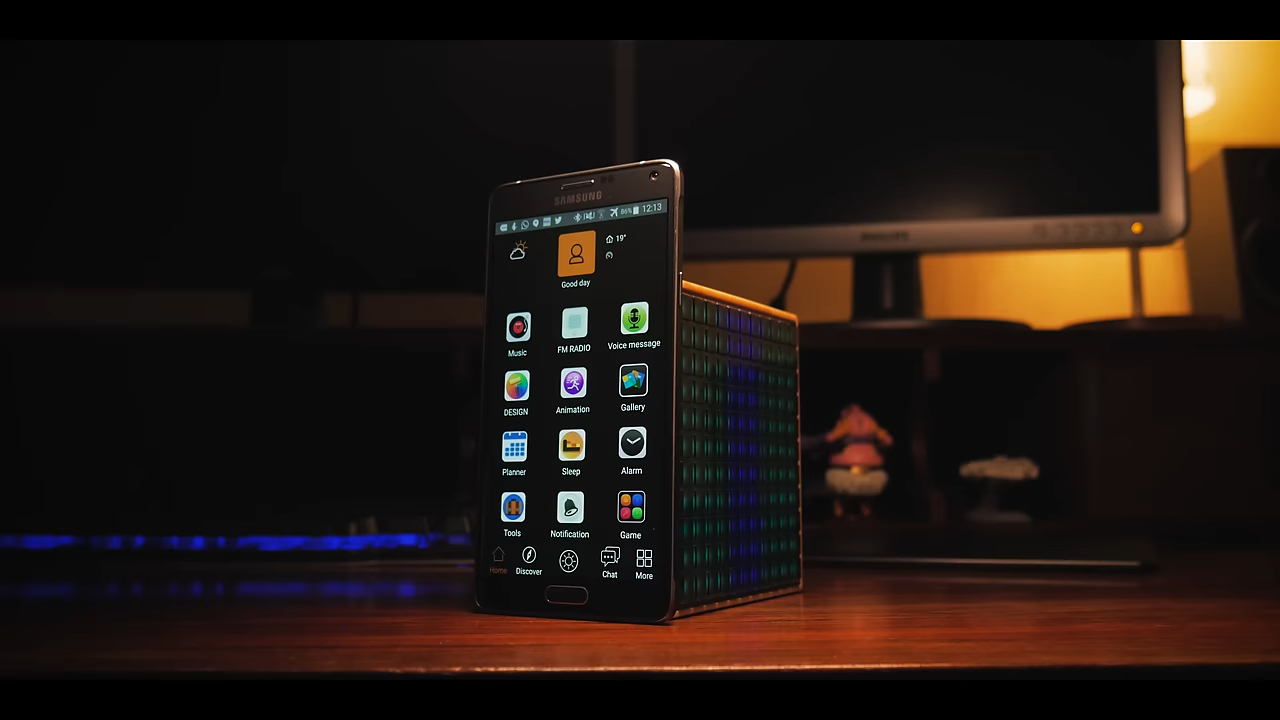 SAMSUNG
86% 12:13
19°
Good day
Music FM RADIO Voice message
DESIGN Animation Gallery
Planner Sleep Alarm
Tools Notification Game
Home Discover Chat More
PHILIPS